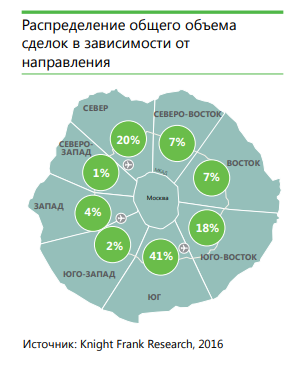 Распределение общего объема
сделок в зависимости от
направления
СЕВЕР
СЕВЕРО-ВОСТОК
20%
7%
СЕВЕРО-
ЗАПАД
МКАД
ВОСТОК
1%
7%
Москва
ЗАПАД
4%
18%
2%
41%
ЮГО-ВОСТОК
ЮГО-ЗАПАД
ЮГ
Источник: Knight Frank Research, 2016